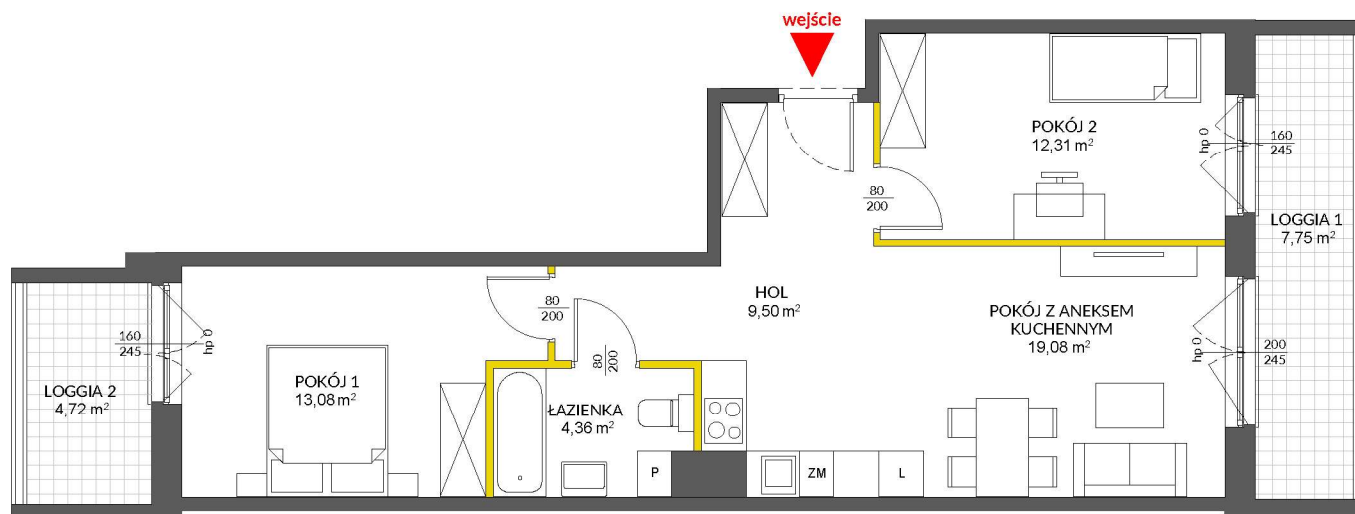 wejście
POKÓJ 2
12,31 m²
hp 0
160
245
80
200
LOGGIA 1
7,75 m²
HOL
9,50 m²
POKÓJ Z ANEKSEM
KUCHENNYM
19,08 m²
hp 0
200
245
80
200
80
200
160
245
hp 0
LOGGIA 2
4,72 m²
POKÓJ 1
13,08 m²
ŁAZIENKA
4,36 m²
P
ZM
L